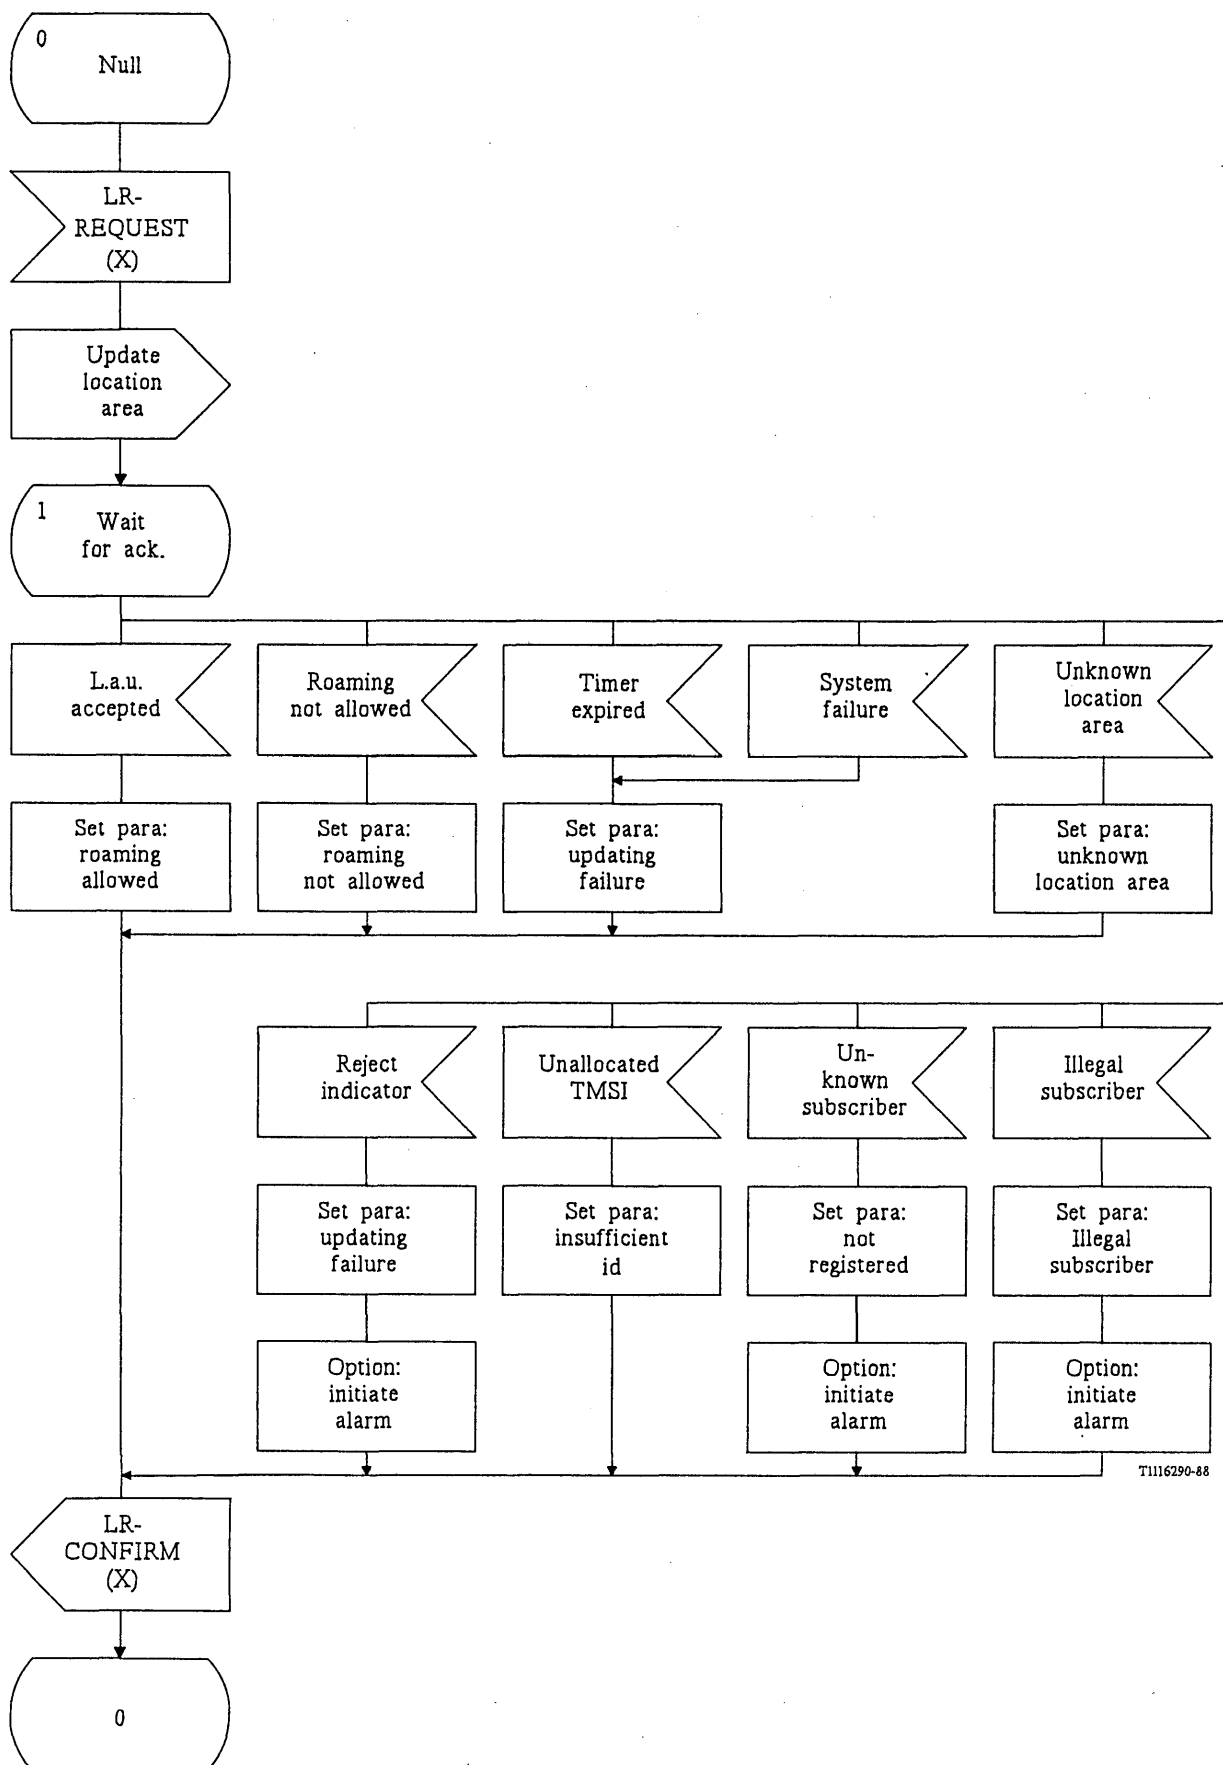 0
Null
LR-
REQUEST
(X)
Update
location
area
1
Wait
for ack.
L.a.u.
accepted
Roaming
not allowed
Timer
expired
System
failure
Unknown
location
area
Set para:
roaming
allowed
Set para:
roaming
not allowed
Set para:
updating
failure
Set para:
unknown
location area
Reject
indicator
Unallocated
TMSI
Un-
known
subscriber
Illegal
subscriber
Set para:
updating
failure
Set para:
insufficient
id
Set para:
not
registered
Set para:
Illegal
subscriber
Option:
initiate
alarm
Option:
initiate
alarm
Option:
initiate
alarm
T1116290-88
LR-
CONFIRM
(X)
0